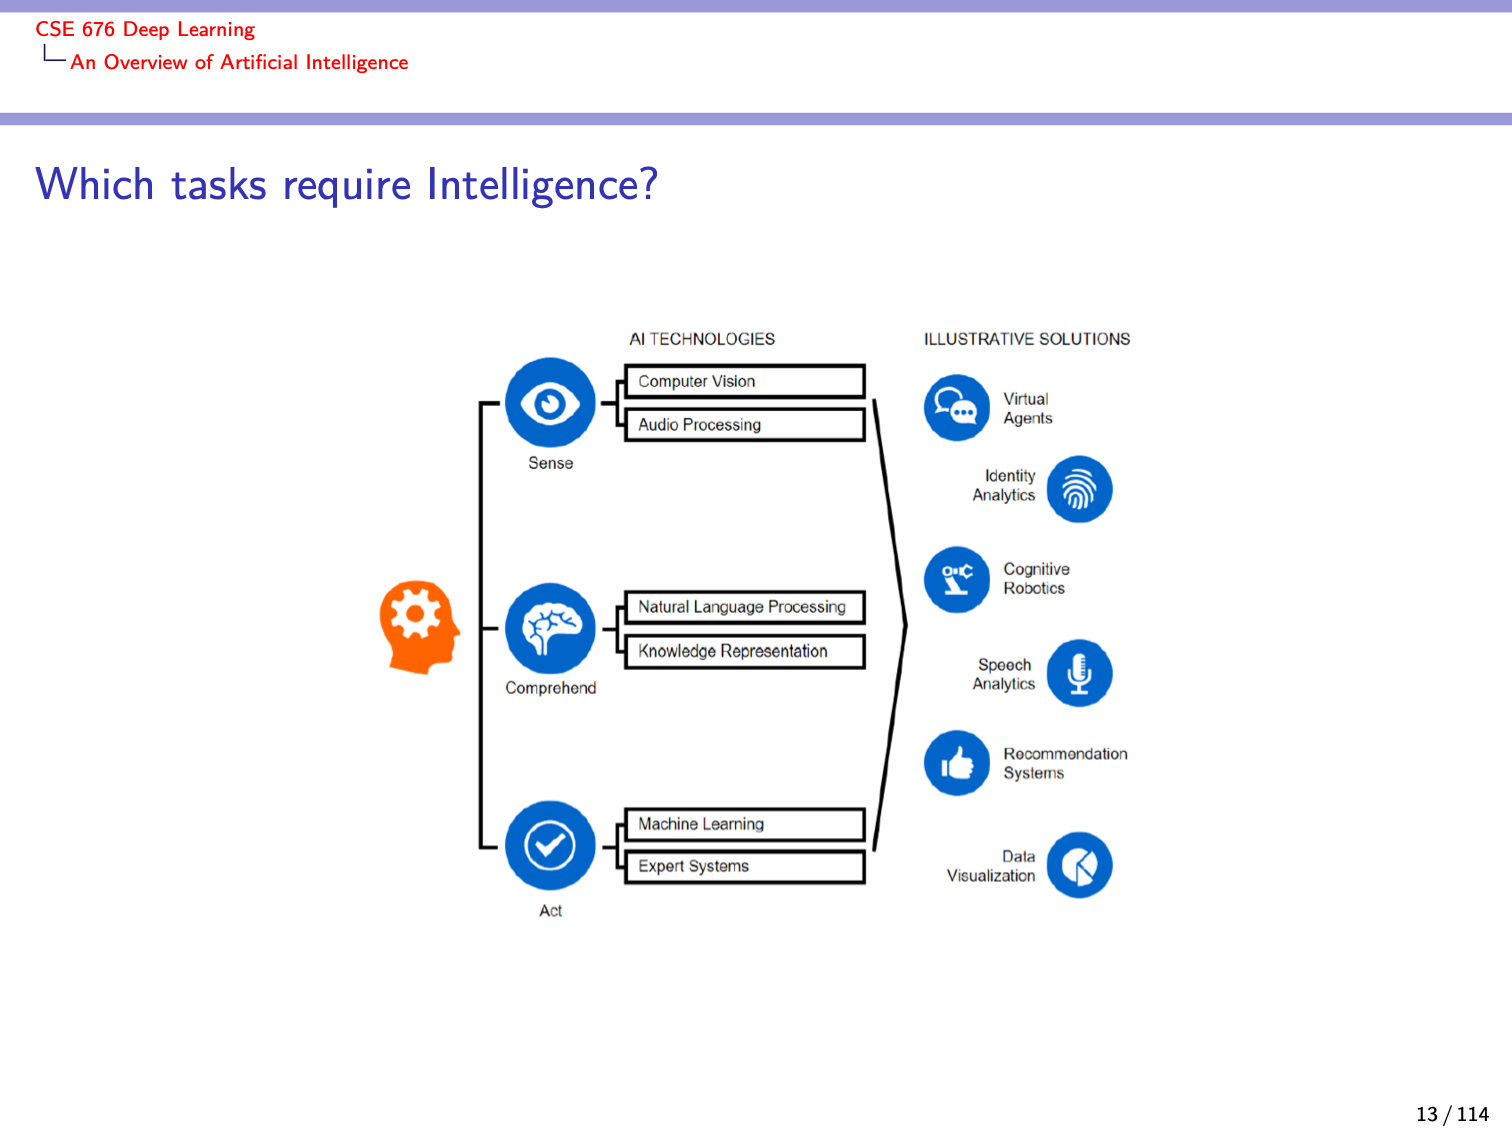 CSE 676 Deep Learning
An Overview of Artificial Intelligence
Which tasks require Intelligence?
AI TECHNOLOGIES
Computer Vision
Audio Processing
Sense
Natural Language Processing
Knowledge Representation
Comprehend
Machine Learning
Expert Systems
Act
ILLUSTRATIVE SOLUTIONS
Virtual
Agents
Identity
Analytics
Cognitive
Robotics
Speech
Analytics
Recommendation
Systems
Data
Visualization
13 / 114